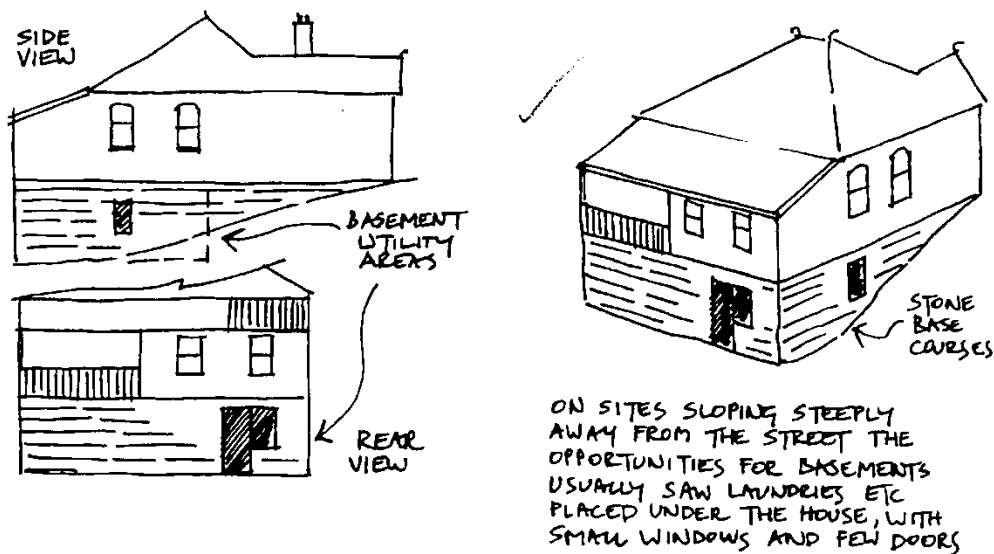 SIDE
VIEW
BASEMENT
UTILITY
AREAS
REAR
VIEW
STONE
BASE
COURSES
ON SITES SLOPING STEEPLY
AWAY FROM THE STREET THE
OPPORTUNITIES FOR BASEMENTS
USUALLY SAW LAUNDRIES ETC
PLACED UNDER THE HOUSE, WITH
SMALL WINDOWS AND FEW DOORS